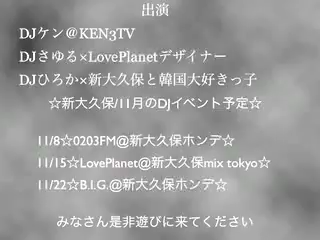 出演
DJケン@KEN3TV
DJさゆる×LovePlanetデザイナー
DJひろか×新大久保と韓国大好きっ子
☆新大久保/11月のDJイベント予定☆
11/8☆0203FM@新大久保ホンデ☆
11/15☆LovePlanet@新大久保mix tokyo☆
11/22☆B.I.G.@新大久保ホンデ☆
みなさん是非遊びに来てください